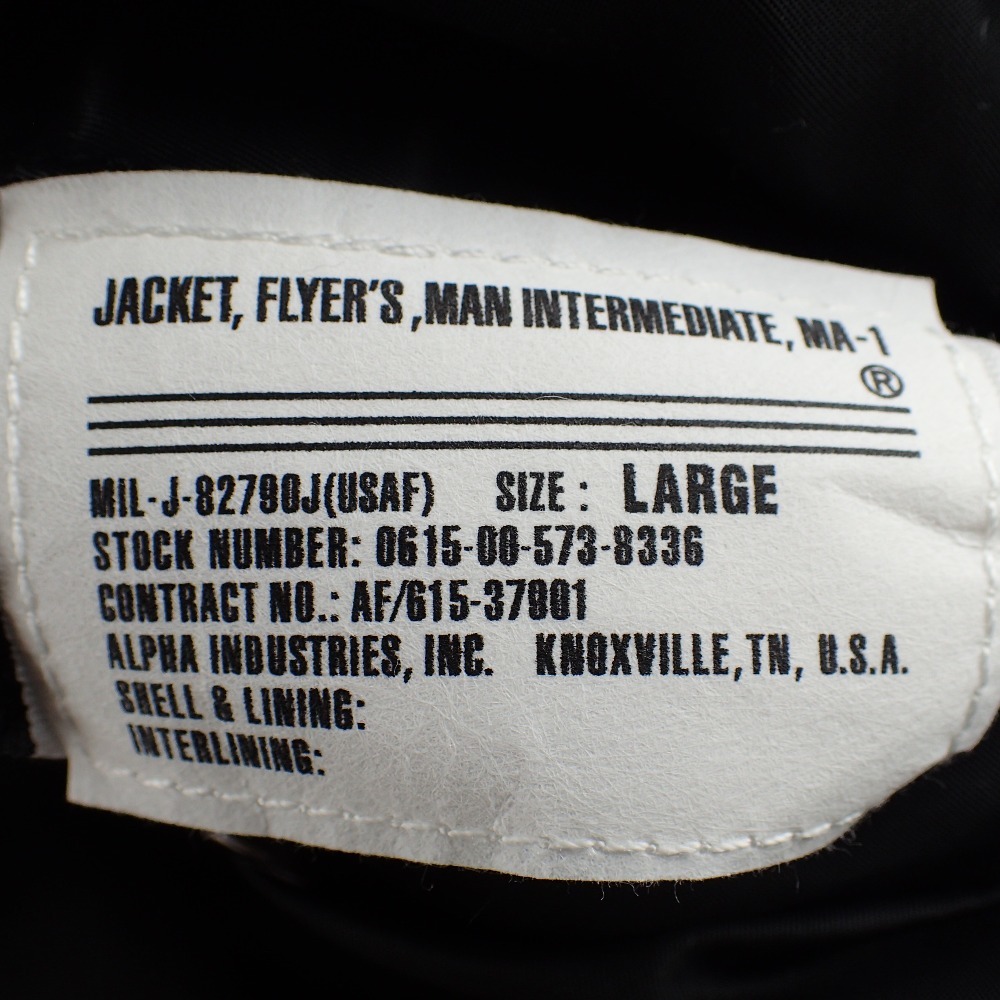 JACKET, FLYER'S ,MAN INTERMEDIATE, MA-1
®
MIL-J-82790J(USAF) SIZE : LARGE
STOCK NUMBER: 0615-00-573-8336
CONTRACT NO.: AF/615-37001
ALPHA INDUSTRIES, INC. KNOXVILLE, TN, U.S.A.
SHELL & LINING:
INTERLINING: